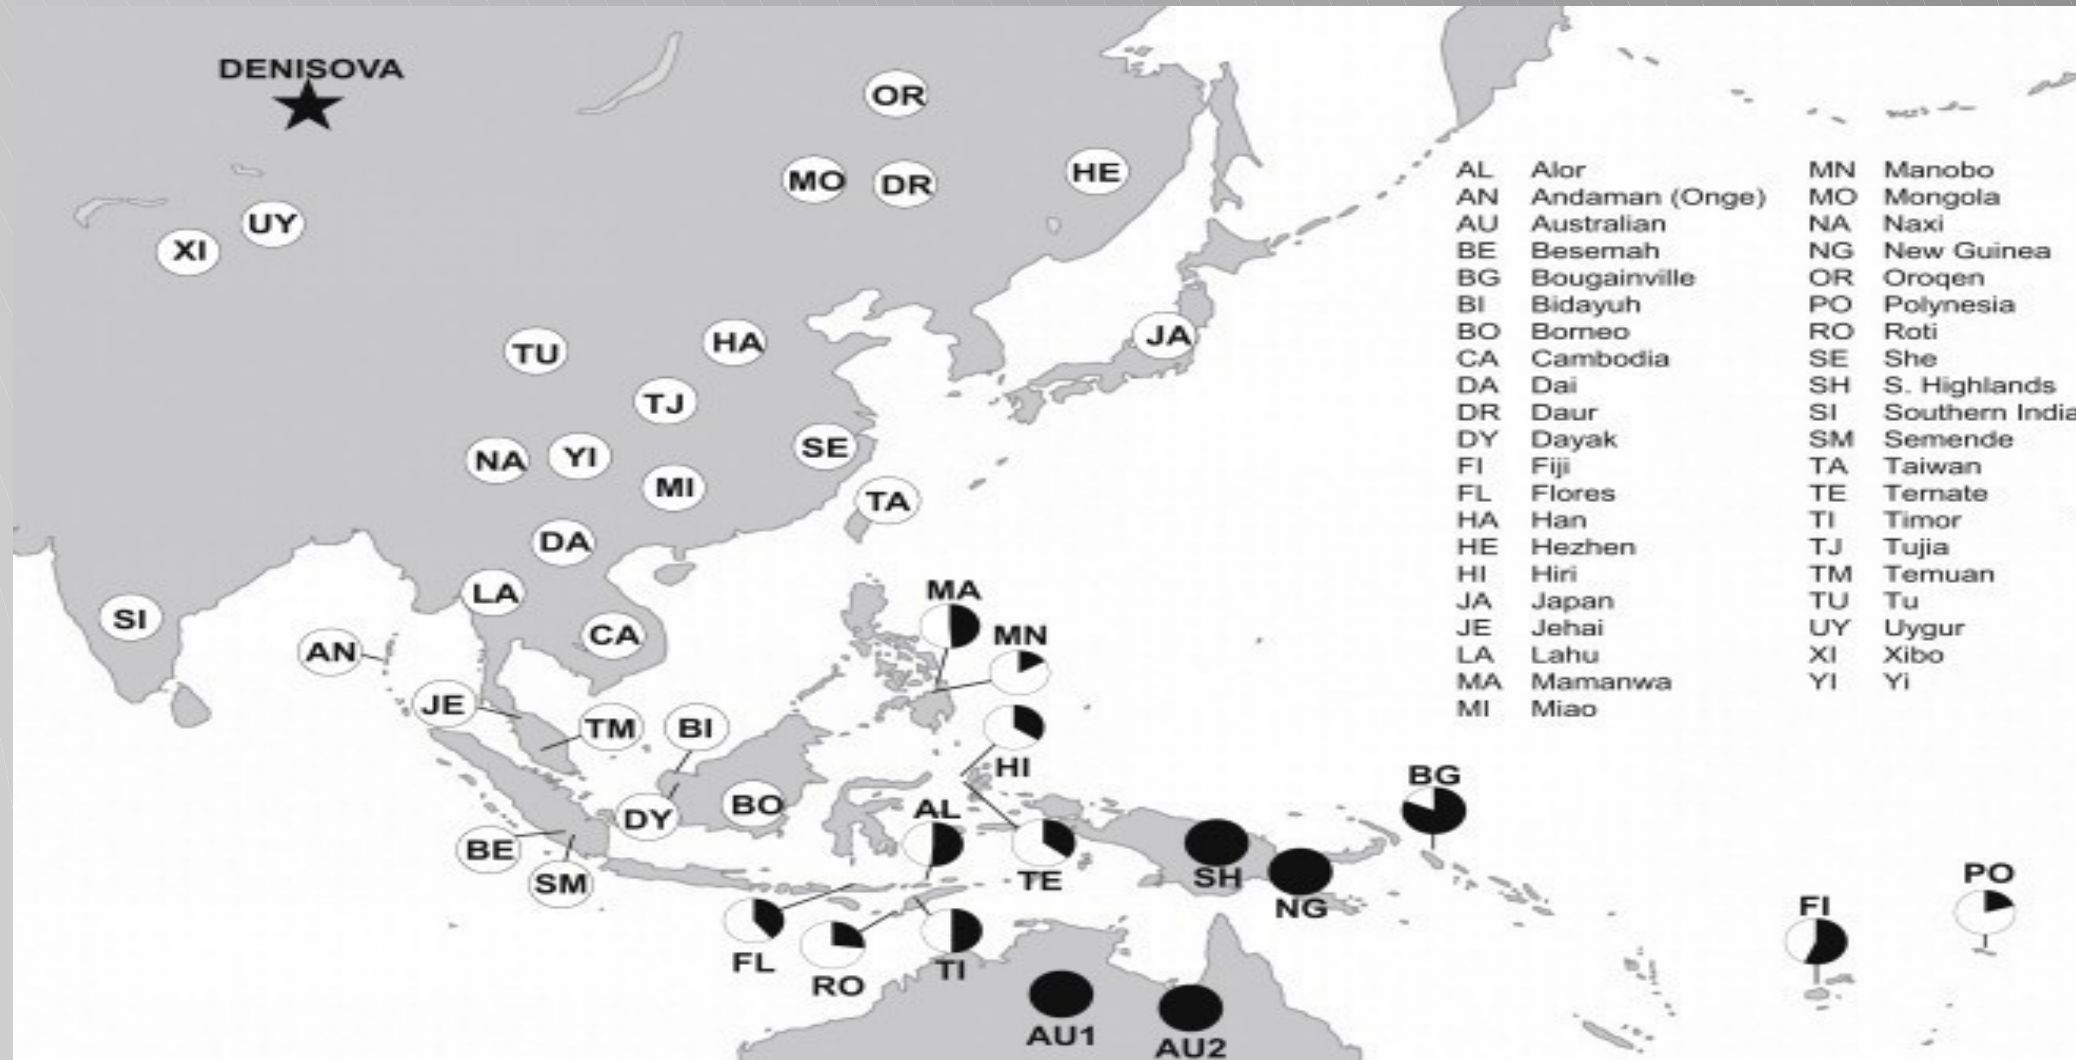 DENISOVA
OR
MO
DR
HE
UY
XI
TU
HA
JA
TJ
NA
YI
SE
MI
TA
DA
LA
SI
CA
AN
MA
MN
JE
TM
BI
HI
DY
BO
AL
BG
BE
SM
TE
SH
NG
PO
FI
FL
RO
TI
AU1
AU2
AL Alor
AN Andaman (Onge)
AU Australian
BE Besemah
BG Bougainville
BI Bidayuh
BO Borneo
CA Cambodia
DA Dai
DR Daur
DY Dayak
FI Fiji
FL Flores
HA Han
HE Hezhen
HI Hiri
JA Japan
JE Jehai
LA Lahu
MA Mamanwa
MI Miao
MN Manobo
MO Mongola
NA Naxi
NG New Guinea
OR Oroqen
PO Polynesia
RO Roti
SE She
SH S. Highlands
SI Southern India
SM Semende
TA Taiwan
TE Ternate
TI Timor
TJ Tujia
TM Temuan
TU Tu
UY Uygur
XI Xibo
YI Yi